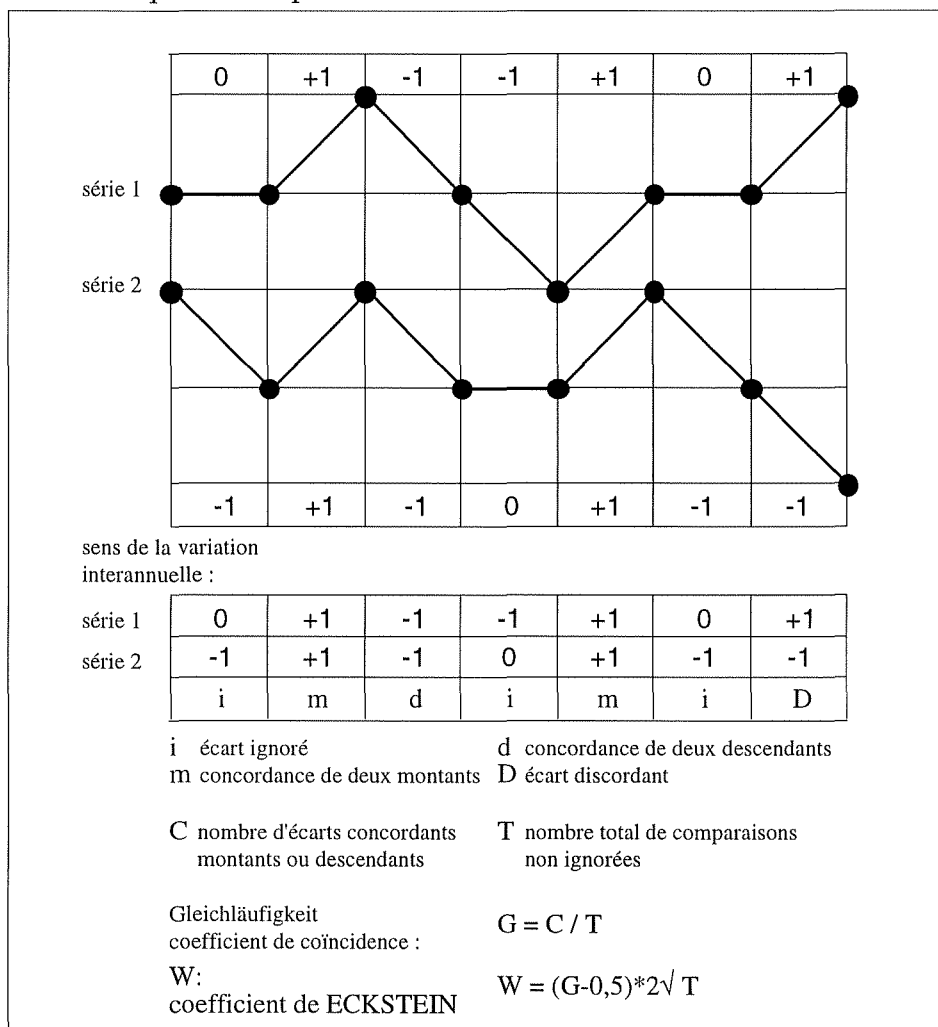 0 +1 -1 -1 +1 0 +1
série 1
série 2
-1 +1 -1 0 +1 -1 -1
sens de la variation
interannuelle :
série 1 0 +1 -1 -1 +1 0 +1
série 2 -1 +1 -1 0 +1 -1 -1
i m d i m i D
i écart ignoré d concordance de deux descendants
m concordance de deux montants D écart discordant
C nombre d'écarts concordants T nombre total de comparaisons
montants ou descendants non ignorées
Gleichläufigkeit
coefficient de coïncidence : G = C / T
W:
coefficient de ECKSTEIN W = (G-0,5)*2√ T